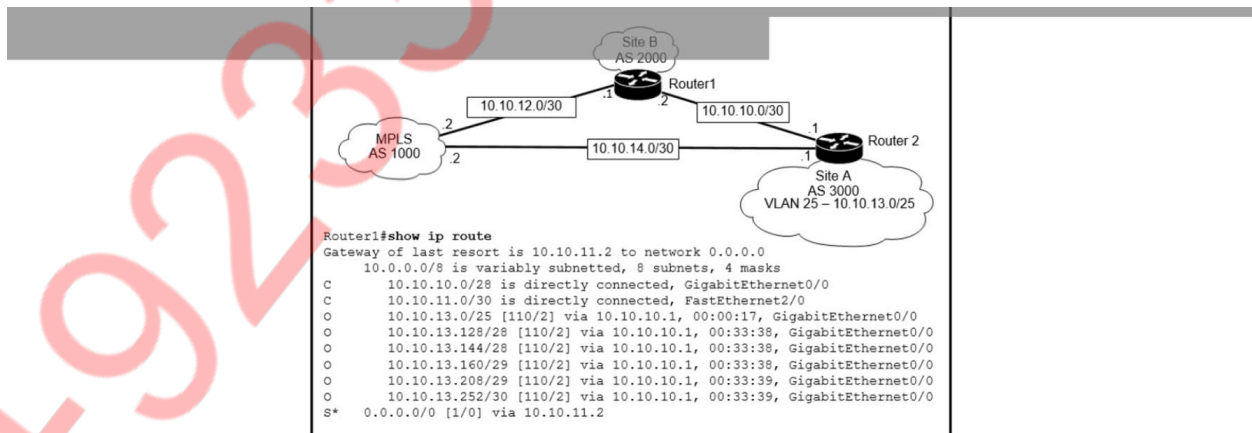 Site B
AS 2000
Router1
.1
.2
10.10.12.0/30
10.10.10.0/30
.2
.1
MPLS
AS 1000
10.10.14.0/30
Router 2
.2
.1
Site A
AS 3000
VLAN 25 – 10.10.13.0/25
Router1#show ip route
Gateway of last resort is 10.10.11.2 to network 0.0.0.0
10.0.0.0/8 is variably subnetted, 8 subnets, 4 masks
C 10.10.10.0/28 is directly connected, GigabitEthernet0/0
C 10.10.11.0/30 is directly connected, FastEthernet2/0
O 10.10.13.0/25 [110/2] via 10.10.10.1, 00:00:17, GigabitEthernet0/0
O 10.10.13.128/28 [110/2] via 10.10.10.1, 00:33:38, GigabitEthernet0/0
O 10.10.13.144/28 [110/2] via 10.10.10.1, 00:33:38, GigabitEthernet0/0
O 10.10.13.160/29 [110/2] via 10.10.10.1, 00:33:38, GigabitEthernet0/0
O 10.10.13.208/29 [110/2] via 10.10.10.1, 00:33:39, GigabitEthernet0/0
O 10.10.13.252/30 [110/2] via 10.10.10.1, 00:33:39, GigabitEthernet0/0
S* 0.0.0.0/0 [1/0] via 10.10.11.2